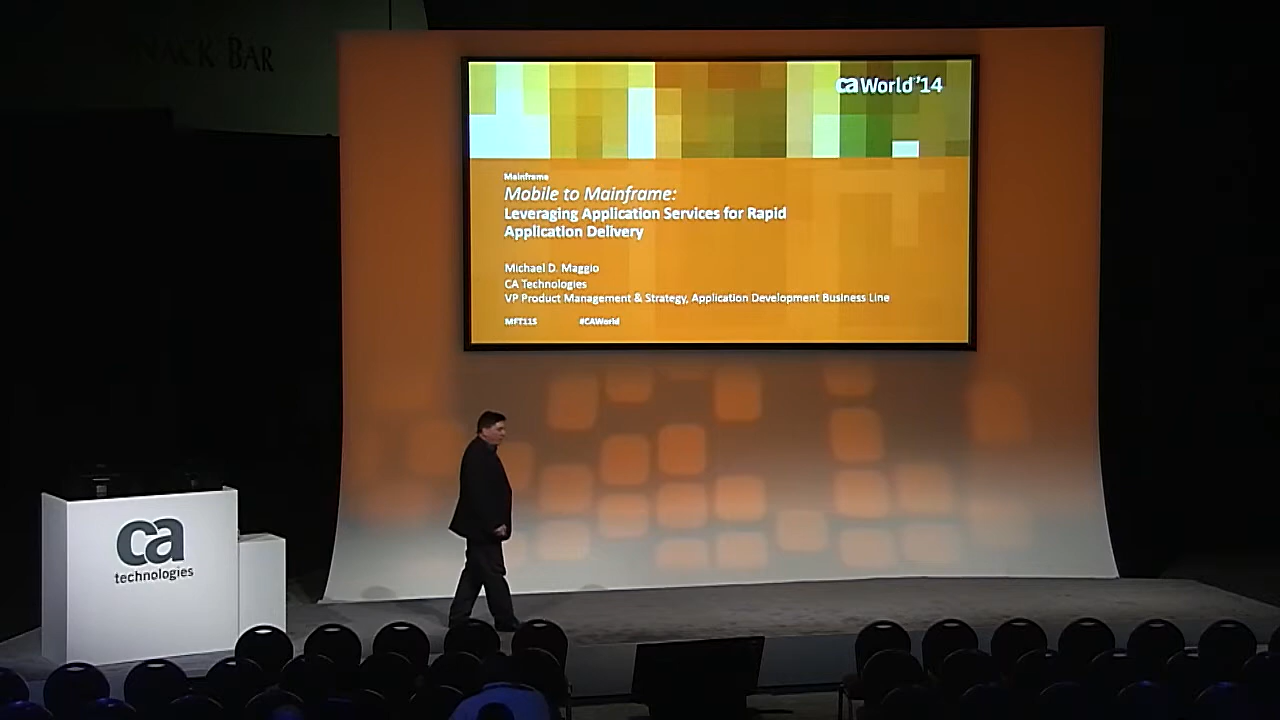 NACK BAR
ca World '14
Mainframe
Mobile to Mainframe:
Leveraging Application Services for Rapid
Application Delivery
Michael D. Maggio
CA Technologies
VP Product Management & Strategy, Application Development Business Line
MFT11S #CAWorld
ca
technologies